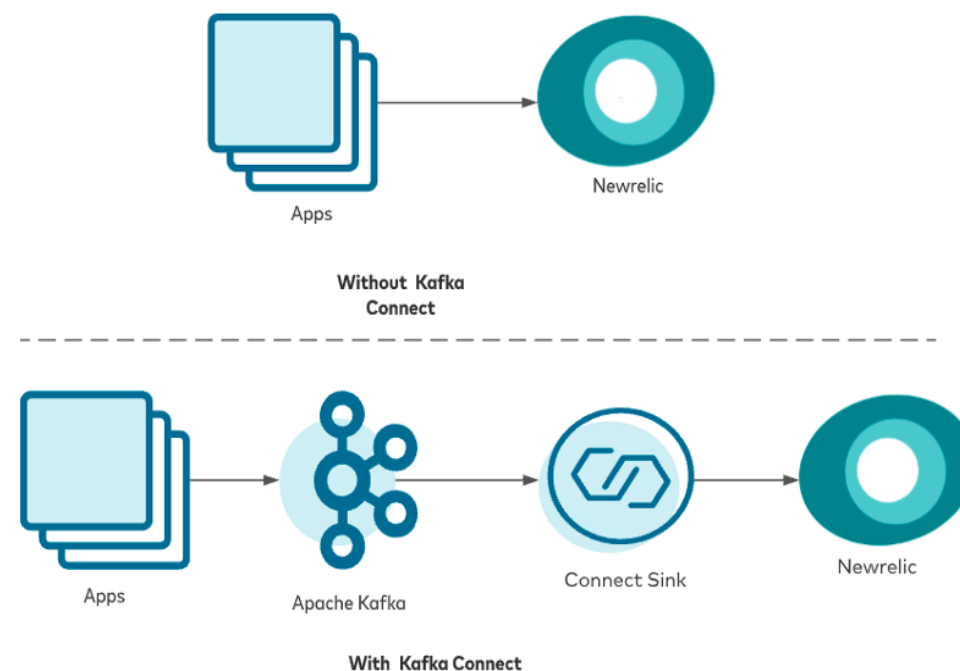 Newrelic
Apps
Without Kafka
Connect
Connect Sink
Newrelic
Apps
Apache Kafka
With Kafka Connect